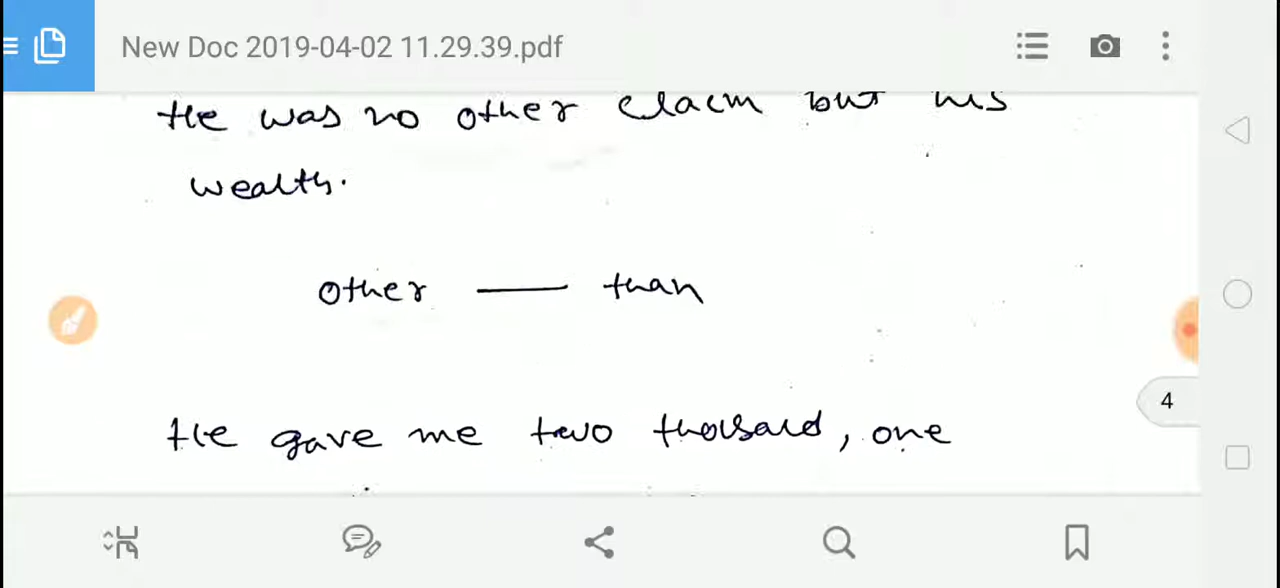 New Doc 2019-04-02 11.29.39.pdf
He was no other claim but his
wealth.
other — than
He gave me two thousand, one
4